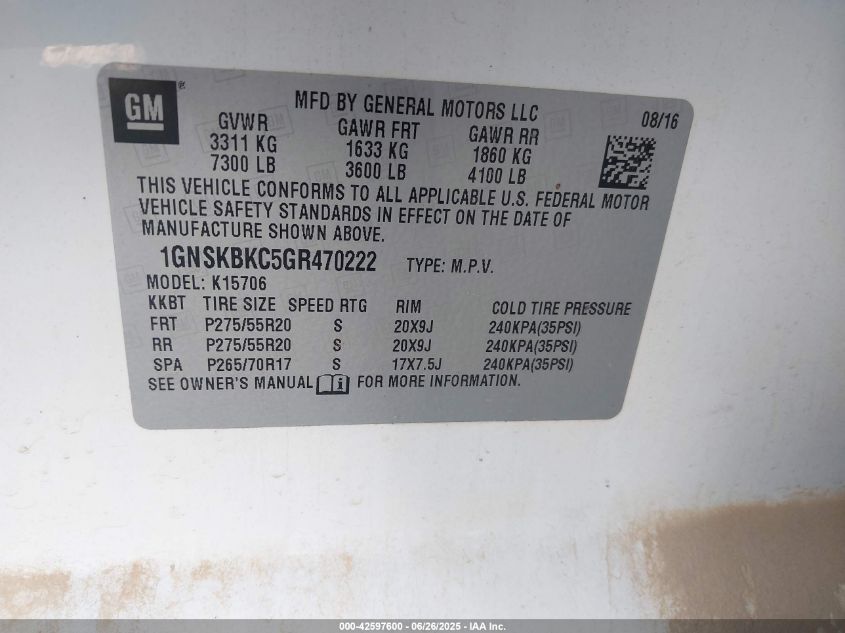 GM®
MFD BY GENERAL MOTORS LLC
08/16
GVWR GAWR FRT GAWR RR
3311 KG 1633 KG 1860 KG
7300 LB 3600 LB 4100 LB
THIS VEHICLE CONFORMS TO ALL APPLICABLE U.S. FEDERAL MOTOR
VEHICLE SAFETY STANDARDS IN EFFECT ON THE DATE OF
MANUFACTURE SHOWN ABOVE.
1GNSKBKC5GR470222 TYPE: M.P.V.
MODEL: K15706
KKBT TIRE SIZE SPEED RTG RIM COLD TIRE PRESSURE
FRT P275/55R20 S 20X9J 240KPA(35PSI)
RR P275/55R20 S 20X9J 240KPA(35PSI)
SPA P265/70R17 S 17X7.5J 240KPA(35PSI)
SEE OWNER'S MANUAL i FOR MORE INFORMATION.
000-42597600 - 06/26/2025 - IAA Inc.